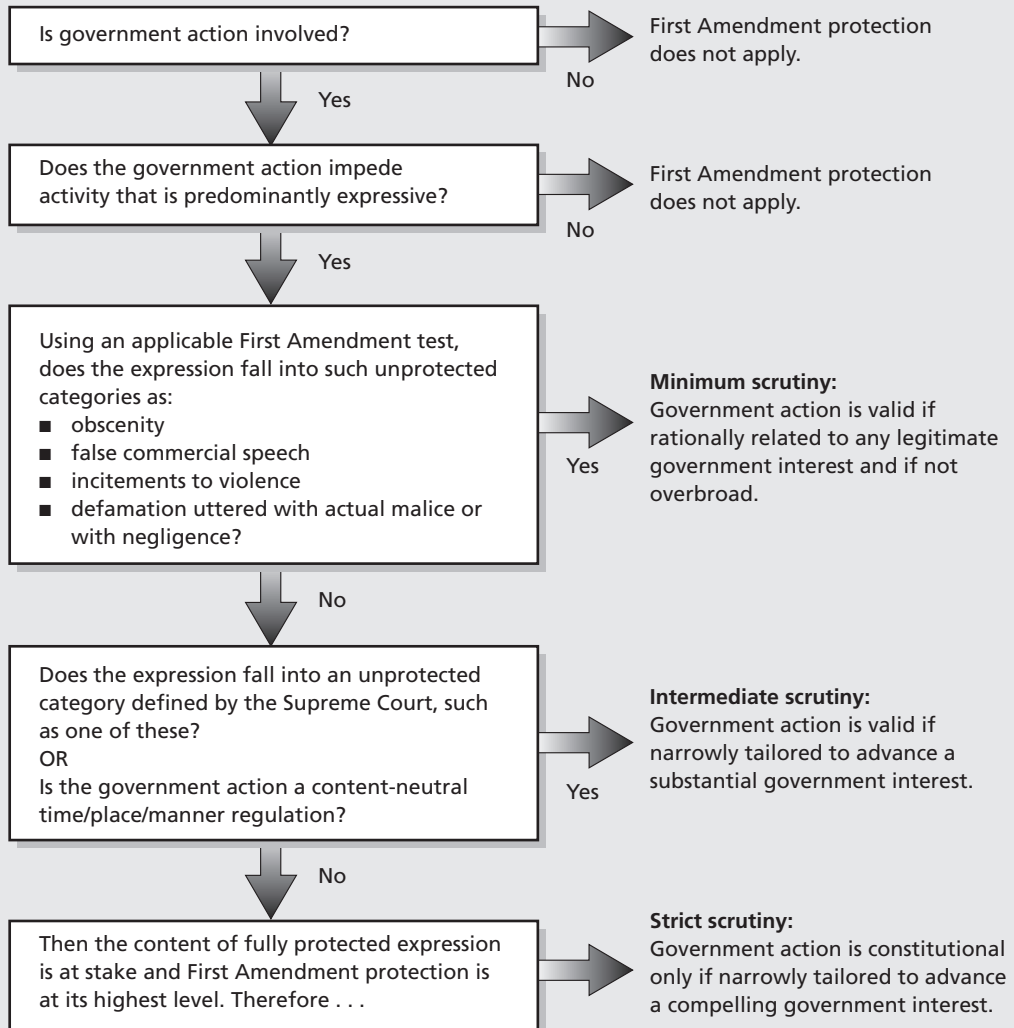 Is government action involved?
First Amendment protection
does not apply.
No
Yes
Does the government action impede
activity that is predominantly expressive?
First Amendment protection
does not apply.
No
Yes
Using an applicable First Amendment test,
does the expression fall into such unprotected
categories as:
■ obscenity
■ false commercial speech
■ incitements to violence
■ defamation uttered with actual malice or
with negligence?
Yes
Minimum scrutiny:
Government action is valid if
rationally related to any legitimate
government interest and if not
overbroad.
No
Does the expression fall into an unprotected
category defined by the Supreme Court, such
as one of these?
OR
Is the government action a content-neutral
time/place/manner regulation?
Yes
Intermediate scrutiny:
Government action is valid if
narrowly tailored to advance a
substantial government interest.
No
Then the content of fully protected expression
is at stake and First Amendment protection is
at its highest level. Therefore . . .
Strict scrutiny:
Government action is constitutional
only if narrowly tailored to advance
a compelling government interest.